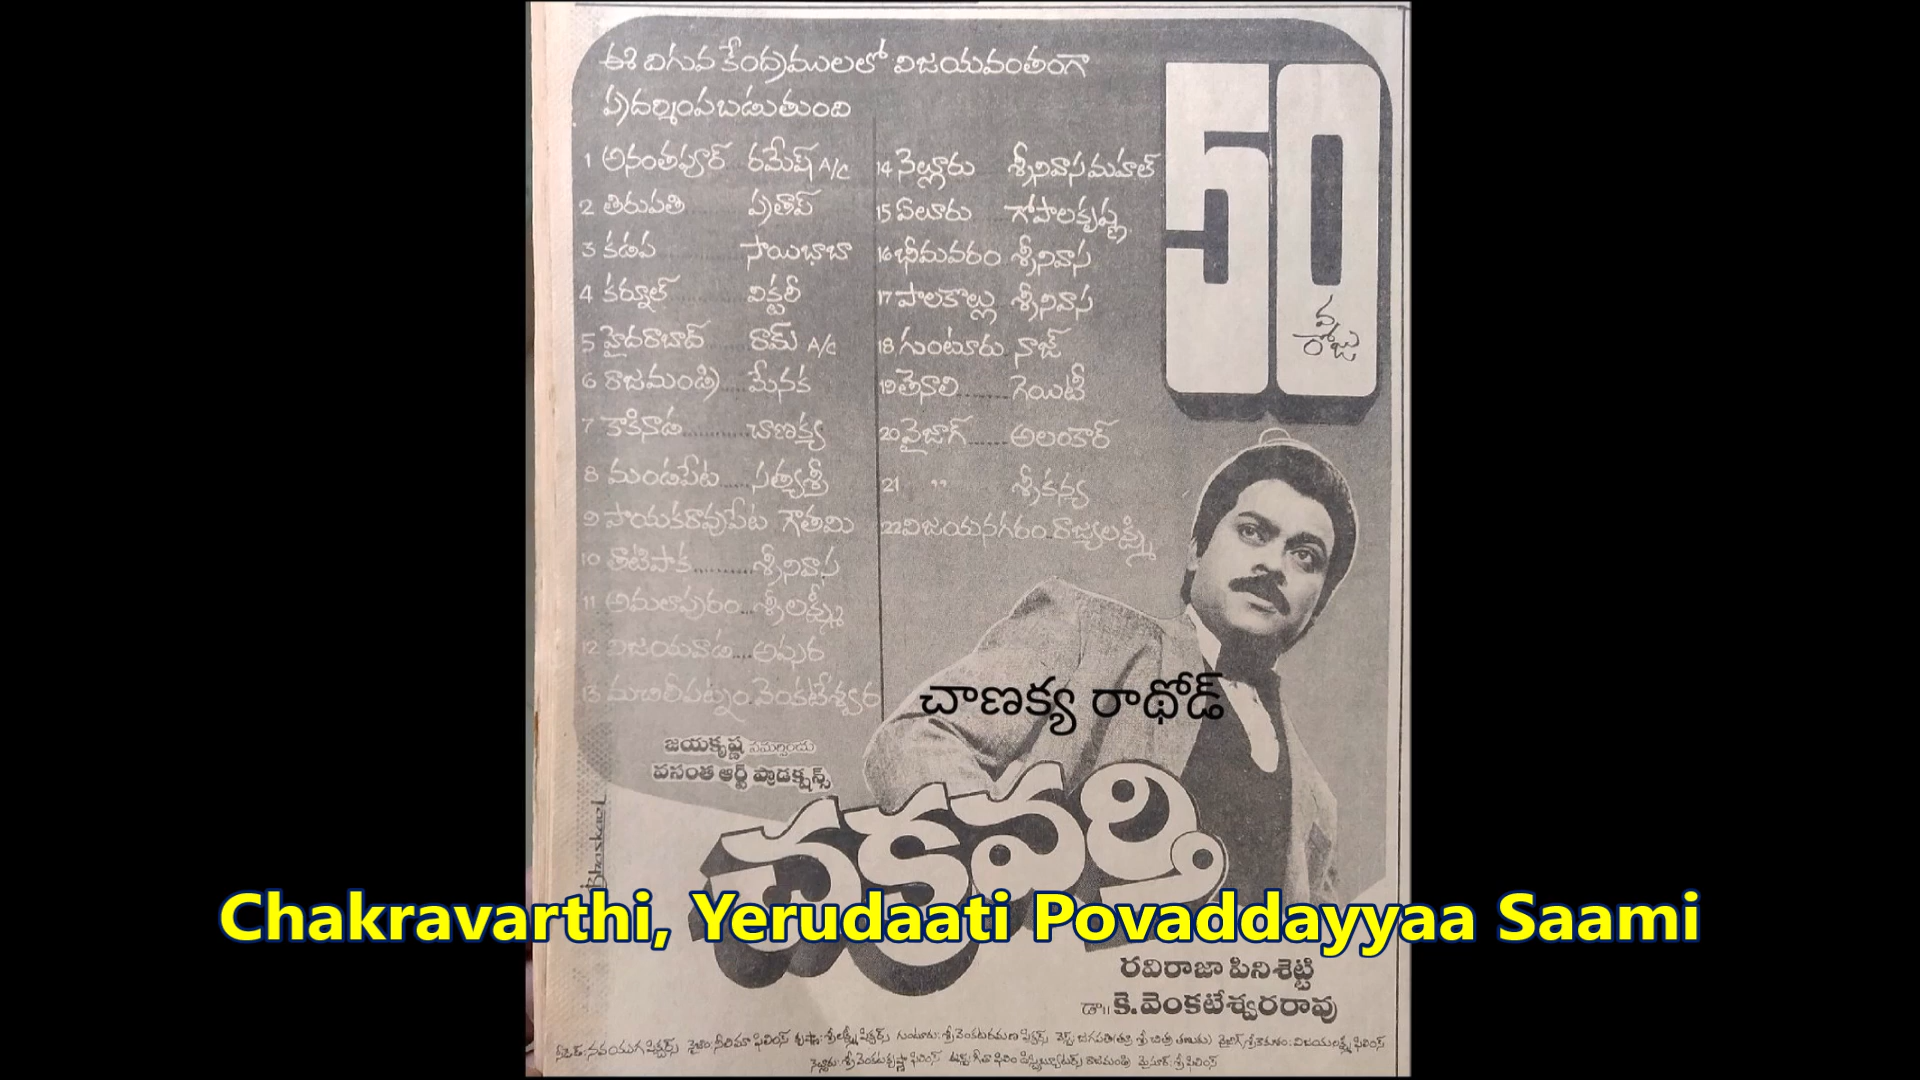 ఈ దిగువ కేంద్రములలో విజయవంతంగా
ప్రదర్శింపబడుతుంది
50
వ
రోజు
1 అనంతపూర్ రమేష్ A/C
2 తిరుపతి ప్రతాప్
3 కడప సాయిబాబా
4 కర్నూల్ విక్టరీ
5 హైదరాబాద్ రామ్ A/C
6 రాజమండ్రి మేనక
7 కాకినాడ చాణక్య
8 మండపేట సత్యశ్రీ
9 పాయకరావుపేట గౌతమి
10 తాటిపాక శ్రీనివాస
11 అమలాపురం శ్రీలక్ష్మీ
12 విజయవాడ అప్సర
13 మచిలీపట్నం వెంకటేశ్వర
14 నెల్లూరు శ్రీనివాసమహల్
15 ఏలూరు గోపాలకృష్ణ
16 భీమవరం శ్రీనివాస
17 పాలకొల్లు శ్రీనివాస
18 గుంటూరు నాజ్
19 తెనాలి గెయిటీ
20 వైజాగ్ అలంకార్
21 " శ్రీకన్య
22 విజయనగరం రాజ్యలక్ష్మి
చాణక్య రాథోడ్
జయకృష్ణ సమర్పించు
వసంత ఆర్ట్ ప్రొడక్షన్స్
చక్రవర్తి
Bhaskar
Chakravarthi, Yerudaati Povaddayyaa Saami
రవిరాజా పినిశెట్టి
డా|| కె.వెంకటేశ్వరరావు